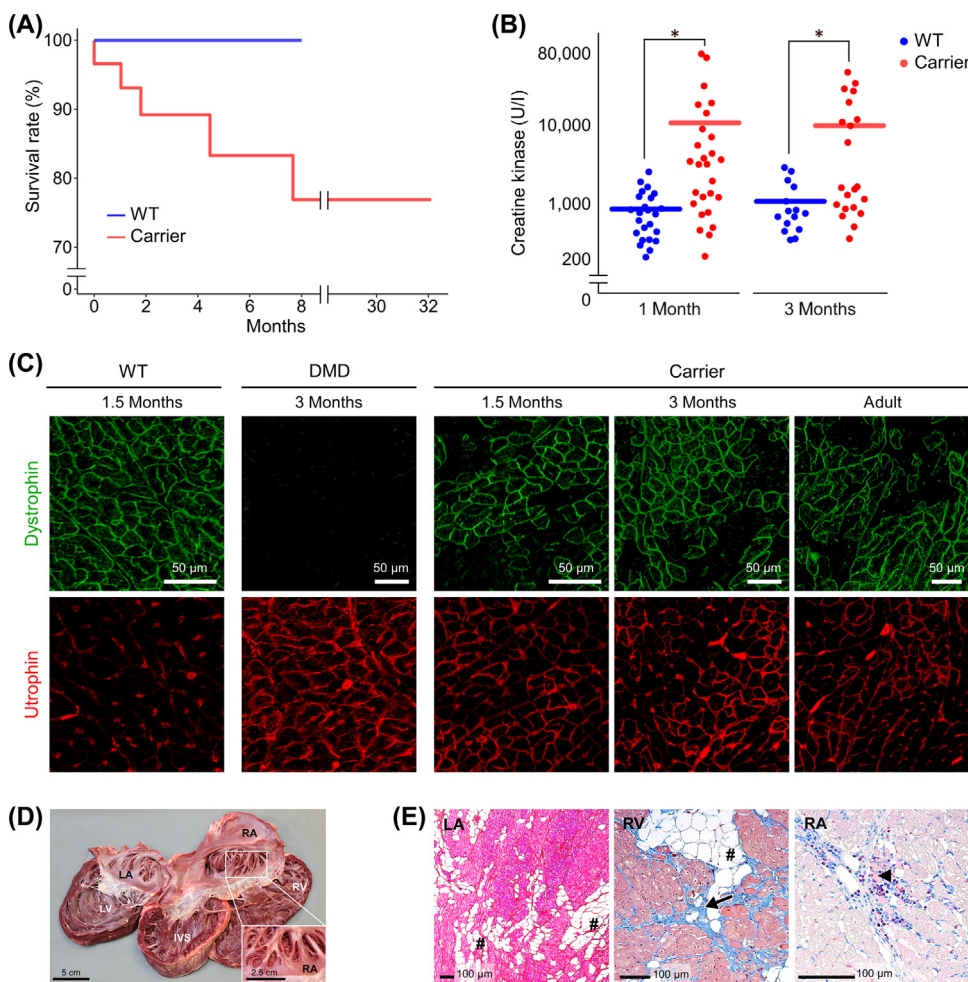 (A)
100
90
80
70
0
Survival rate (%)
WT
Carrier
0 2 4 6 8 30 32
Months
(B)
80,000
10,000
1,000
200
0
Creatine kinase (U/l)
* *
WT
Carrier
1 Month 3 Months
(C)
WT DMD Carrier
1.5 Months 3 Months 1.5 Months 3 Months Adult
Dystrophin
50 µm 50 µm 50 µm 50 µm 50 µm
Utrophin
(D)
RA
LA
RV
LV
IVS
RA
5 cm 2.5 cm
(E)
LA RV RA
#
#
#
100 µm 100 µm 100 µm